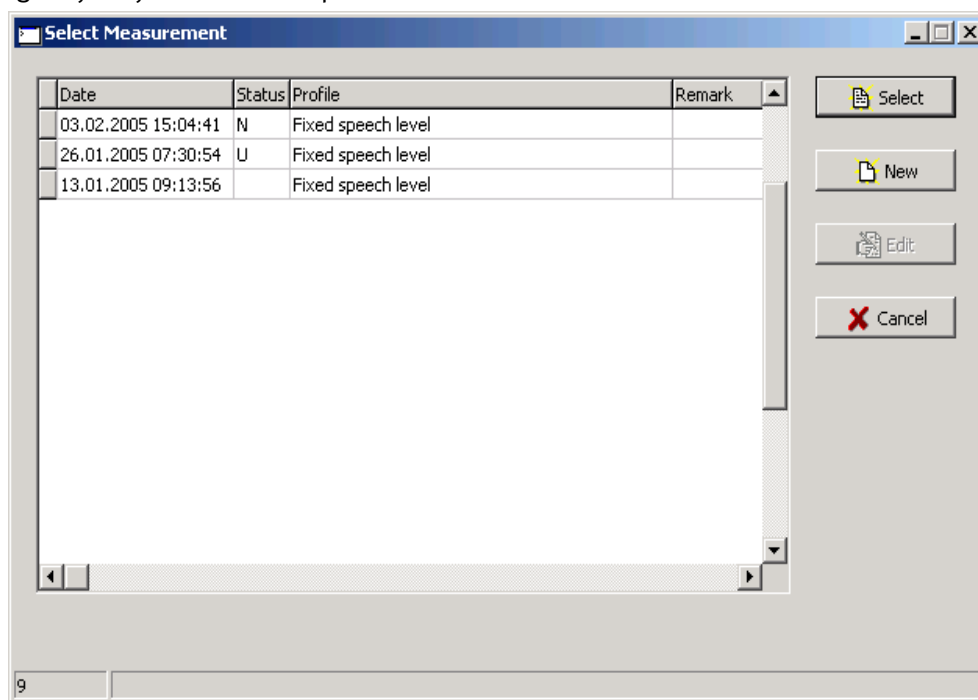 Select Measurement
Date Status Profile Remark
03.02.2005 15:04:41 N Fixed speech level
26.01.2005 07:30:54 U Fixed speech level
13.01.2005 09:13:56 Fixed speech level
Select
New
Edit
Cancel
9